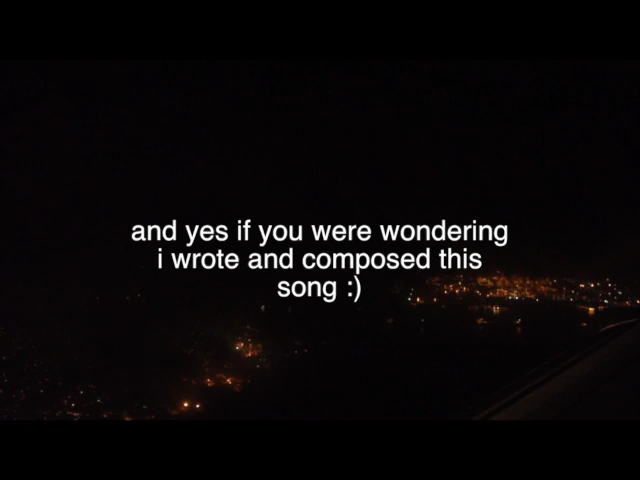 and yes if you were wondering
i wrote and composed this
song :)